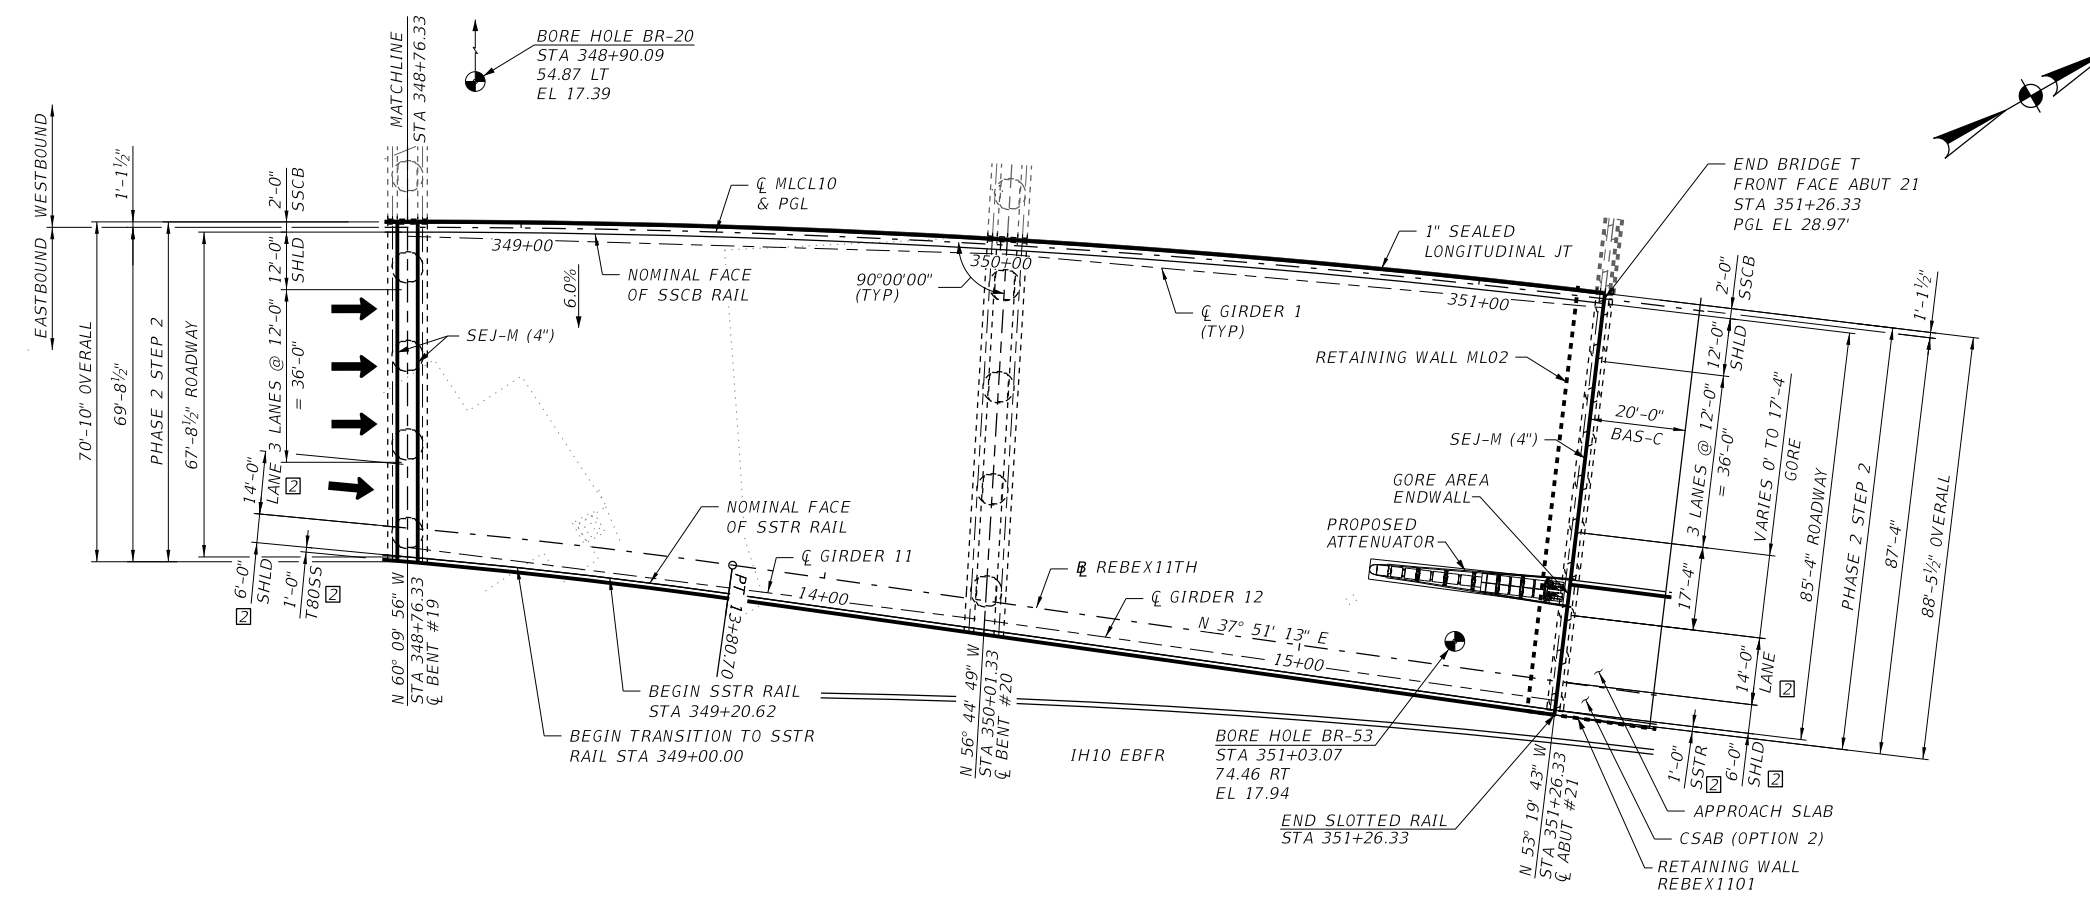 BORE HOLE BR-20
STA 348+90.09
54.87 LT
EL 17.39
MATCHLINE
STA 348+76.33
WESTBOUND
EASTBOUND
1'-1½"
2'-0"
SSCB
12'-0"
SHLD
3 LANES @ 12'-0"
= 36'-0"
70'-10" OVERALL
69'-8½"
PHASE 2 STEP 2
67'-8½" ROADWAY
14'-0"
LANE
2
6'-0"
SHLD
2
1'-0"
T80SS
2
SEJ-M (4")
349+00
6.0%
NOMINAL FACE
OF SSCB RAIL
℄ MLCL10
& PGL
90°00'00"
(TYP)
350+00
℄ GIRDER 1
(TYP)
1" SEALED
LONGITUDINAL JT
351+00
END BRIDGE T
FRONT FACE ABUT 21
STA 351+26.33
PGL EL 28.97'
RETAINING WALL ML02
SEJ-M (4")
20'-0"
BAS-C
GORE AREA
ENDWALL
PROPOSED
ATTENUATOR
2'-0"
SSCB
12'-0"
SHLD
3 LANES @ 12'-0"
= 36'-0"
VARIES 0' TO 17'-4"
GORE
17'-4"
14'-0"
LANE
2
1'-0"
SSTR
2
6'-0"
SHLD
2
85'-4" ROADWAY
PHASE 2 STEP 2
87'-4"
88'-5½" OVERALL
1'-1½"
NOMINAL FACE
OF SSTR RAIL
℄ GIRDER 11
PT 13+80.70
14+00
B̲L REBEX11TH
℄ GIRDER 12
N 37° 51' 13" E
15+00
N 60° 09' 56" W
STA 348+76.33
℄ BENT #19
BEGIN SSTR RAIL
STA 349+20.62
BEGIN TRANSITION TO SSTR
RAIL STA 349+00.00
N 56° 44' 49" W
STA 350+01.33
℄ BENT #20
IH10 EBFR
BORE HOLE BR-53
STA 351+03.07
74.46 RT
EL 17.94
END SLOTTED RAIL
STA 351+26.33
N 53° 19' 43" W
STA 351+26.33
℄ ABUT #21
APPROACH SLAB
CSAB (OPTION 2)
RETAINING WALL
REBEX1101